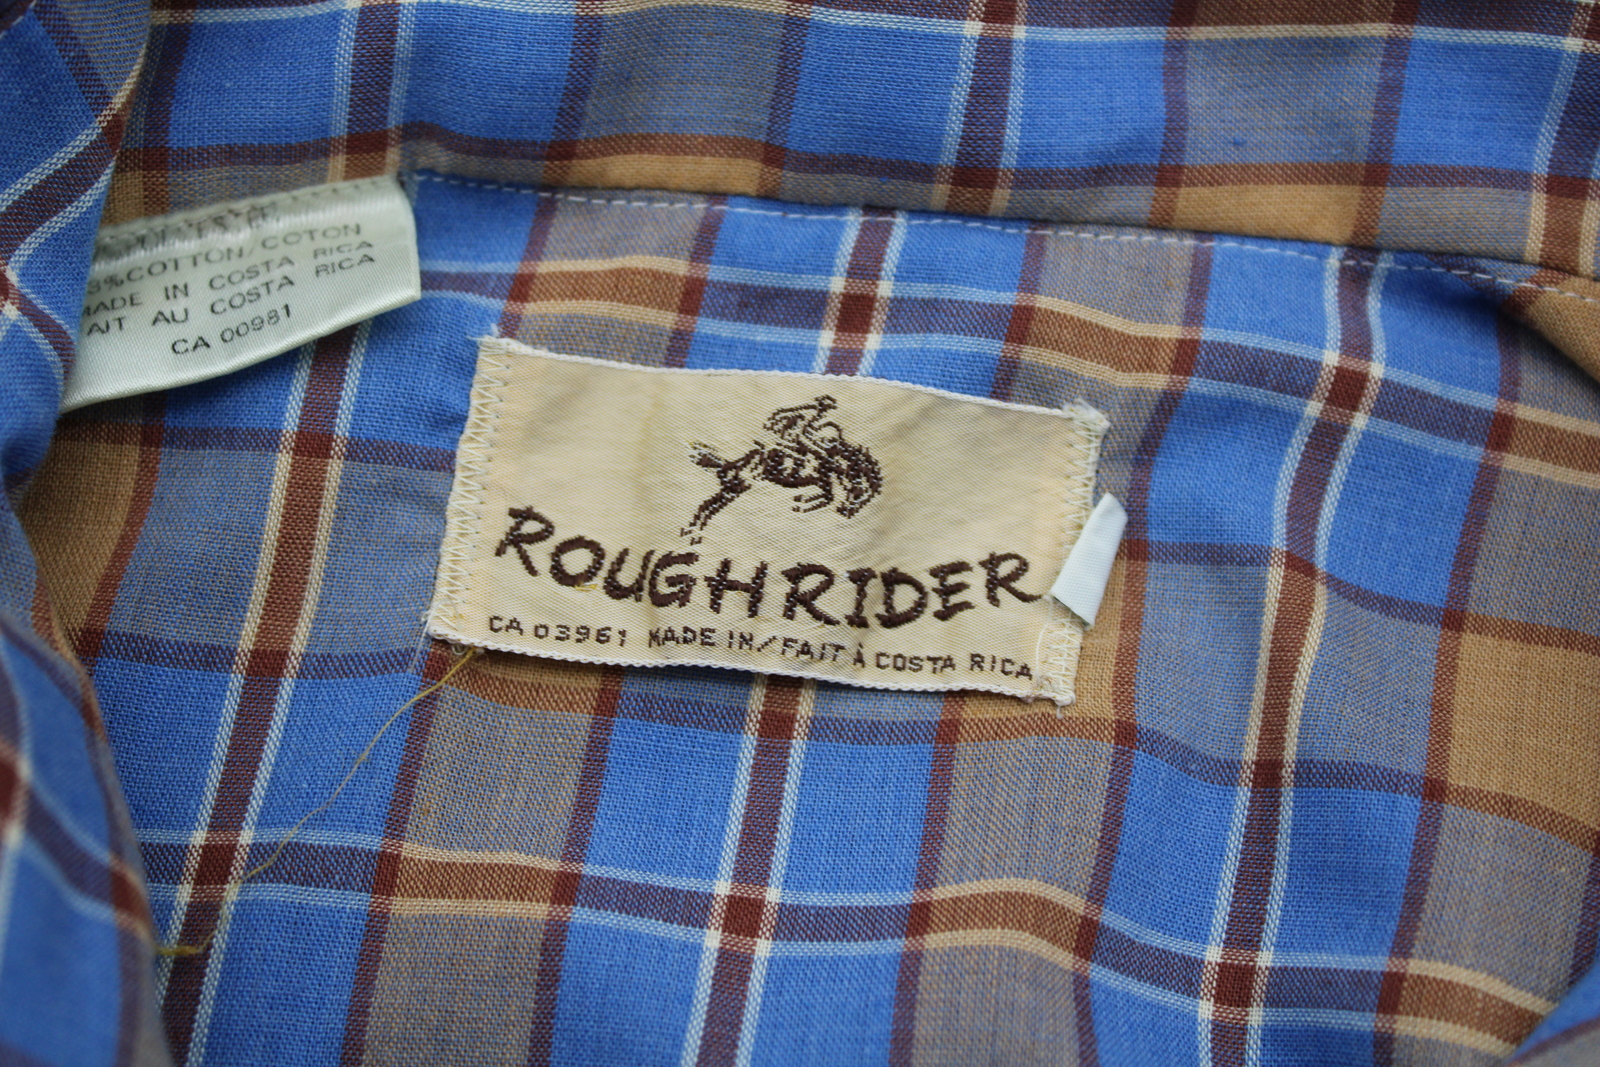 COTTON/COTON
MADE IN COSTA RICA
FAIT AU COSTA RICA
CA 00981
ROUGHRIDER
CA 03961 MADE IN/FAIT À COSTA RICA